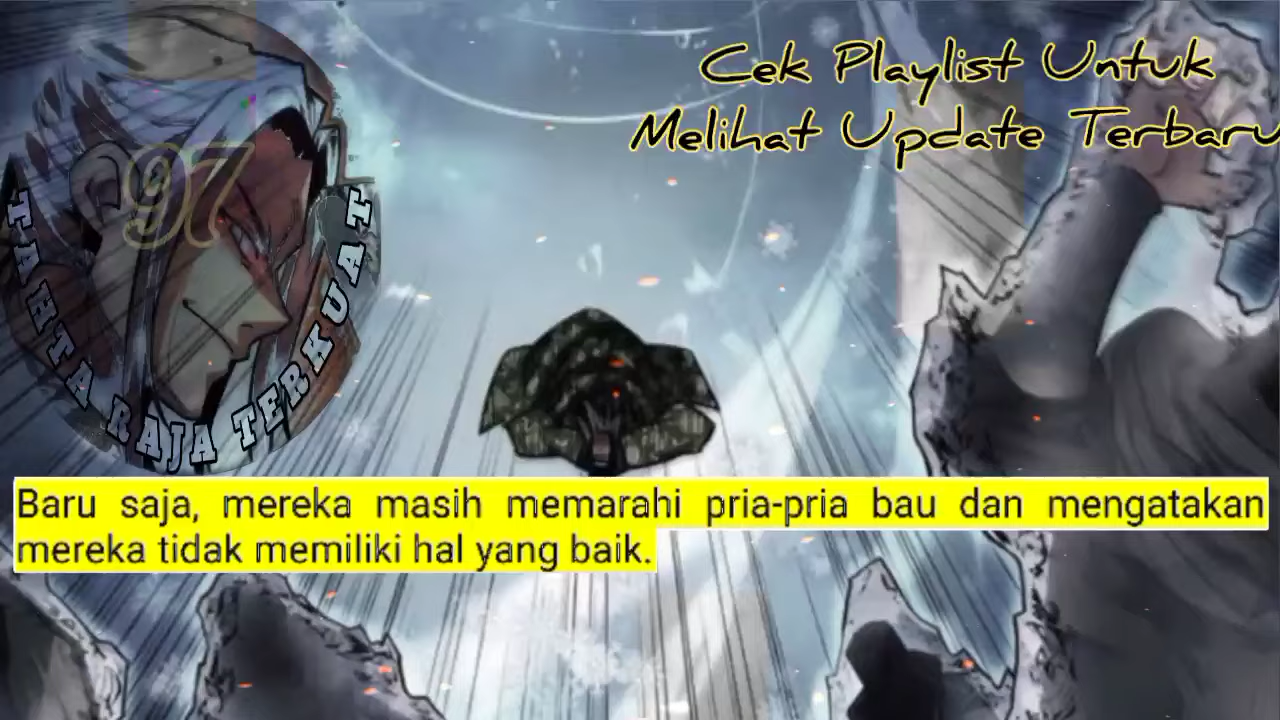 Cek Playlist Untuk
Melihat Update Terbaru
97
TAHTA RAJA TERKUAT
Baru saja, mereka masih memarahi pria-pria bau dan mengatakan
mereka tidak memiliki hal yang baik.